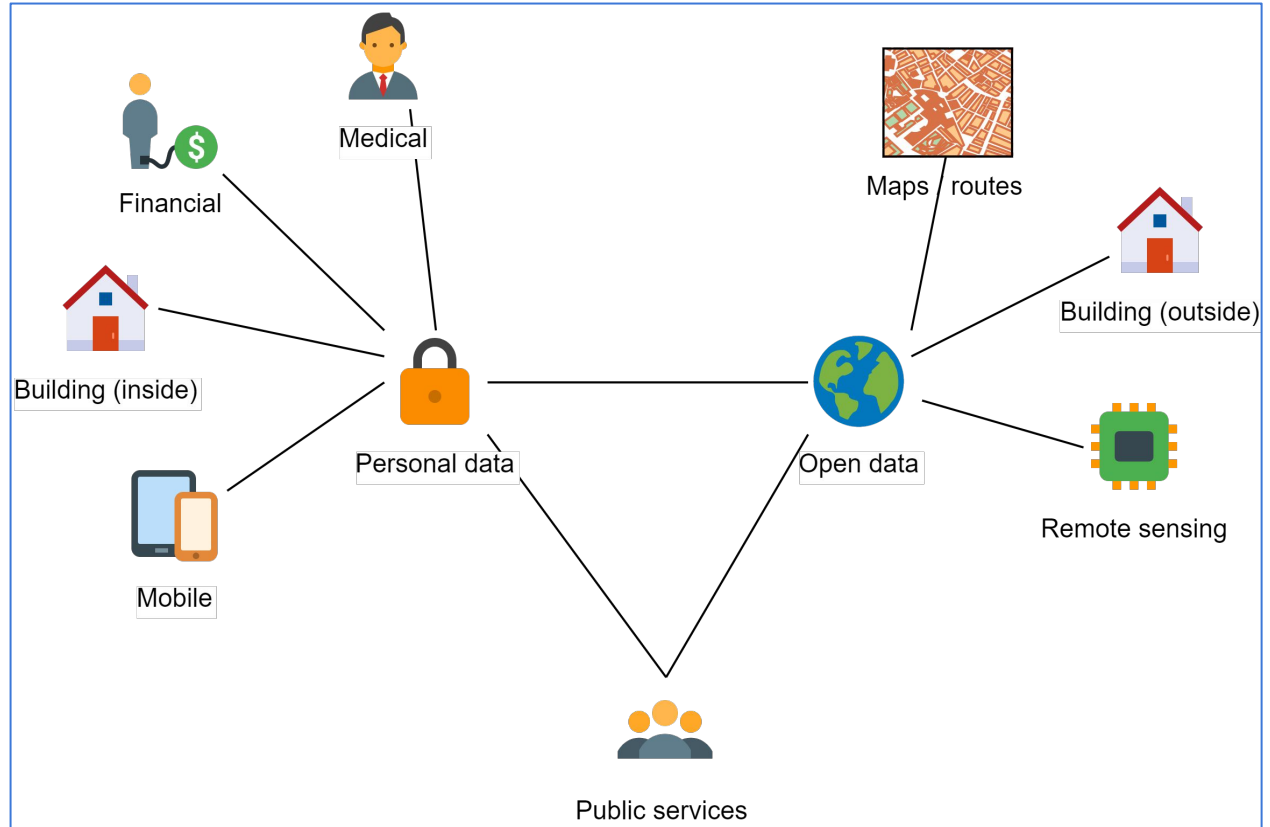 Medical
Maps / routes
Financial
Building (outside)
Building (inside)
Personal data
Open data
Remote sensing
Mobile
Public services
$